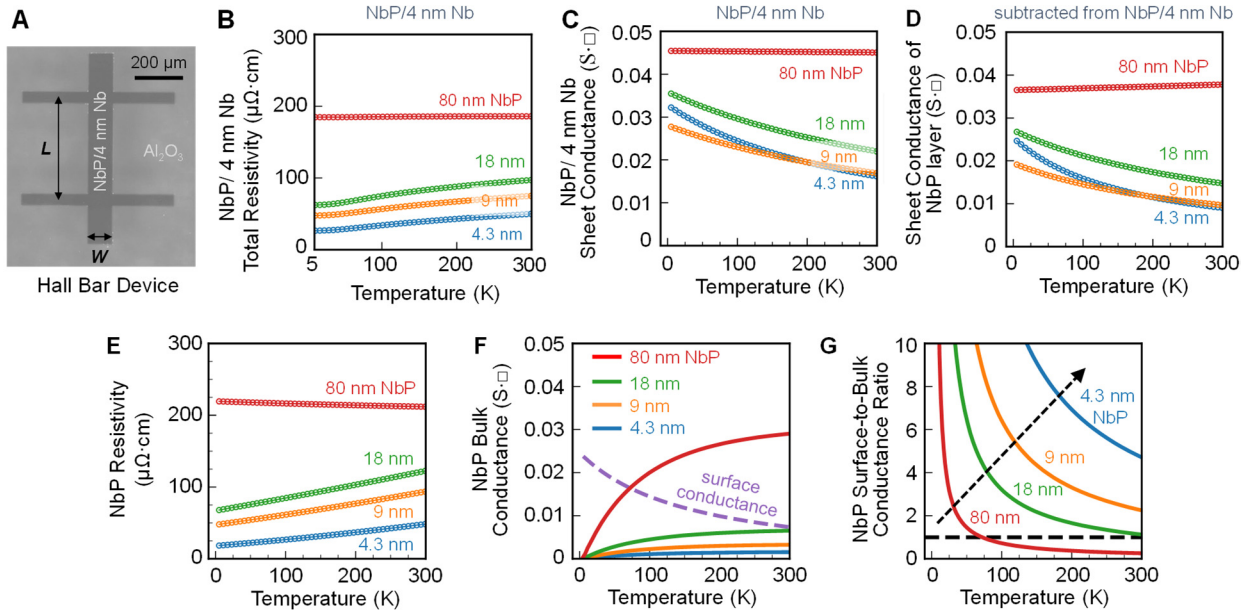 A
200 µm
L
NbP/4 nm Nb
Al2O3
W
Hall Bar Device
B
NbP/4 nm Nb
NbP/4 nm Nb
Total Resistivity (µΩ·cm)
300
200
100
0
80 nm NbP
18 nm
9 nm
4.3 nm
5
100
200
300
Temperature (K)
C
NbP/4 nm Nb
NbP/ 4 nm Nb
Sheet Conductance (S·□)
0.05
0.04
0.03
0.02
0.01
0
80 nm NbP
18 nm
9 nm
4.3 nm
0
100
200
300
Temperature (K)
D
subtracted from NbP/4 nm Nb
Sheet Conductance of
NbP layer (S·□)
0.05
0.04
0.03
0.02
0.01
0
80 nm NbP
18 nm
9 nm
4.3 nm
0
100
200
300
Temperature (K)
E
NbP Resistivity
(µΩ·cm)
300
200
100
0
80 nm NbP
18 nm
9 nm
4.3 nm
0
100
200
300
Temperature (K)
F
NbP Bulk
Conductance (S·□)
0.05
0.04
0.03
0.02
0.01
0
80 nm NbP
18 nm
9 nm
4.3 nm
surface
conductance
0
100
200
300
Temperature (K)
G
NbP Surface-to-Bulk
Conductance Ratio
10
8
6
4
2
0
4.3 nm
NbP
9 nm
18 nm
80 nm
0
100
200
300
Temperature (K)